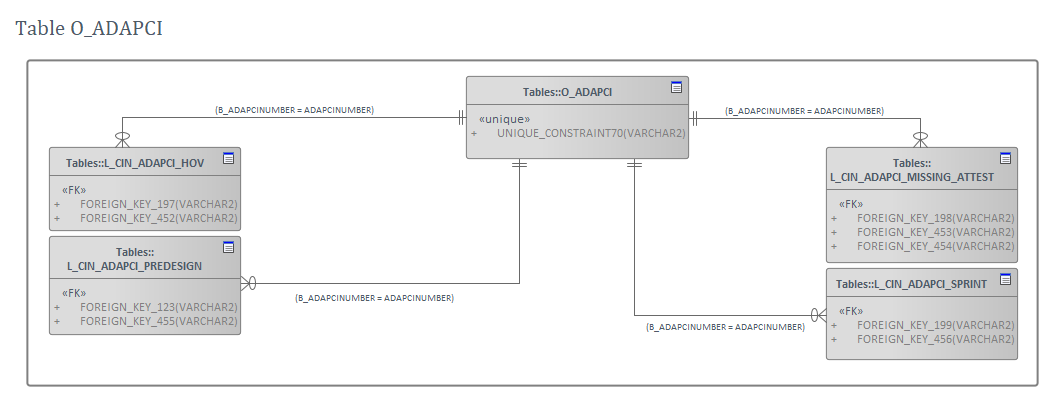 Table O_ADAPCI
Tables::O_ADAPCI
«unique»
+ UNIQUE_CONSTRAINT70(VARCHAR2)
(B_ADAPCINUMBER = ADAPCINUMBER)
(B_ADAPCINUMBER = ADAPCINUMBER)
Tables::L_CIN_ADAPCI_HOV
«FK»
+ FOREIGN_KEY_197(VARCHAR2)
+ FOREIGN_KEY_452(VARCHAR2)
Tables::
L_CIN_ADAPCI_MISSING_ATTEST
«FK»
+ FOREIGN_KEY_198(VARCHAR2)
+ FOREIGN_KEY_453(VARCHAR2)
+ FOREIGN_KEY_454(VARCHAR2)
Tables::
L_CIN_ADAPCI_PREDESIGN
«FK»
+ FOREIGN_KEY_123(VARCHAR2)
+ FOREIGN_KEY_455(VARCHAR2)
(B_ADAPCINUMBER = ADAPCINUMBER)
Tables::L_CIN_ADAPCI_SPRINT
«FK»
+ FOREIGN_KEY_199(VARCHAR2)
+ FOREIGN_KEY_456(VARCHAR2)
(B_ADAPCINUMBER = ADAPCINUMBER)